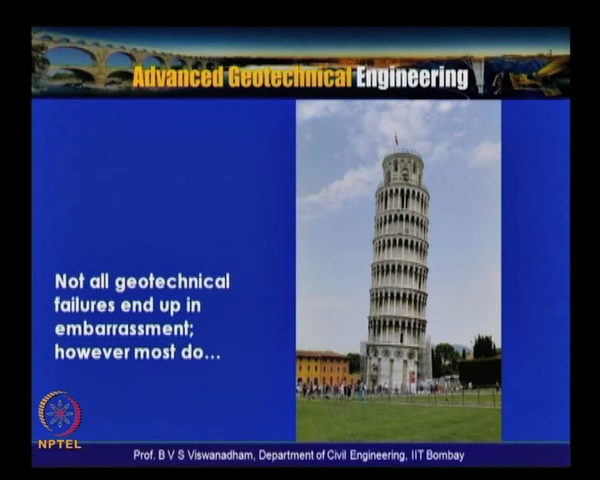 Advanced Geotechnical Engineering
Not all geotechnical
failures end up in
embarrassment;
however most do...
NPTEL
Prof. B V S Viswanadham, Department of Civil Engineering, IIT Bombay